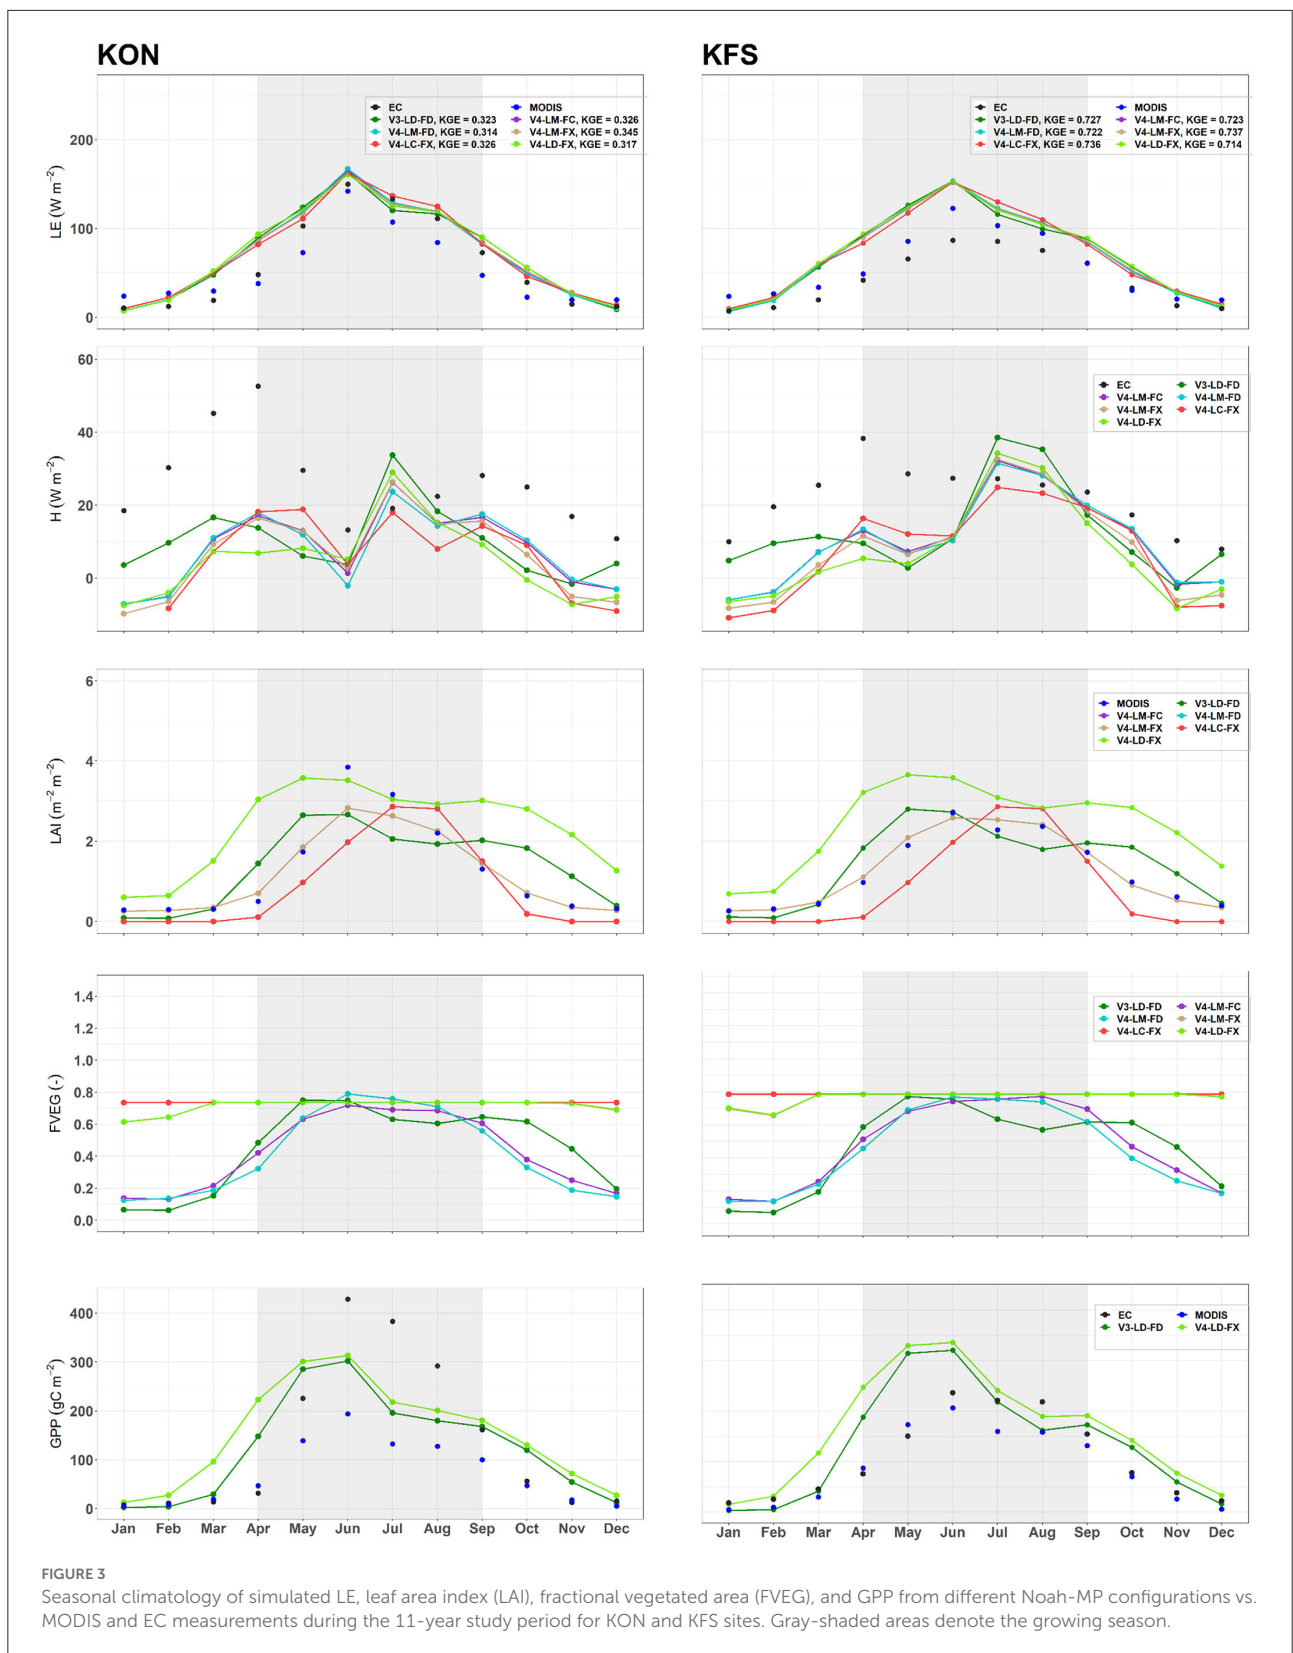 KON
KFS
LE (W m⁻²)
200
100
0
EC
MODIS
V3-LD-FD, KGE = 0.323
V4-LM-FC, KGE = 0.326
V4-LM-FD, KGE = 0.314
V4-LM-FX, KGE = 0.345
V4-LC-FX, KGE = 0.326
V4-LD-FX, KGE = 0.317
EC
MODIS
V3-LD-FD, KGE = 0.727
V4-LM-FC, KGE = 0.723
V4-LM-FD, KGE = 0.722
V4-LM-FX, KGE = 0.737
V4-LC-FX, KGE = 0.736
V4-LD-FX, KGE = 0.714
H (W m⁻²)
60
40
20
0
EC
V3-LD-FD
V4-LM-FC
V4-LM-FD
V4-LM-FX
V4-LC-FX
V4-LD-FX
LAI (m⁻² m⁻²)
6
4
2
0
MODIS
V3-LD-FD
V4-LM-FC
V4-LM-FD
V4-LM-FX
V4-LC-FX
V4-LD-FX
FVEG (-)
1.4
1.2
1.0
0.8
0.6
0.4
0.2
0.0
V3-LD-FD
V4-LM-FC
V4-LM-FD
V4-LM-FX
V4-LC-FX
V4-LD-FX
GPP (gC m⁻²)
400
300
200
100
0
EC
MODIS
V3-LD-FD
V4-LD-FX
Jan Feb Mar Apr May Jun Jul Aug Sep Oct Nov Dec
Jan Feb Mar Apr May Jun Jul Aug Sep Oct Nov Dec
FIGURE 3
Seasonal climatology of simulated LE, leaf area index (LAI), fractional vegetated area (FVEG), and GPP from different Noah-MP configurations vs.
MODIS and EC measurements during the 11-year study period for KON and KFS sites. Gray-shaded areas denote the growing season.